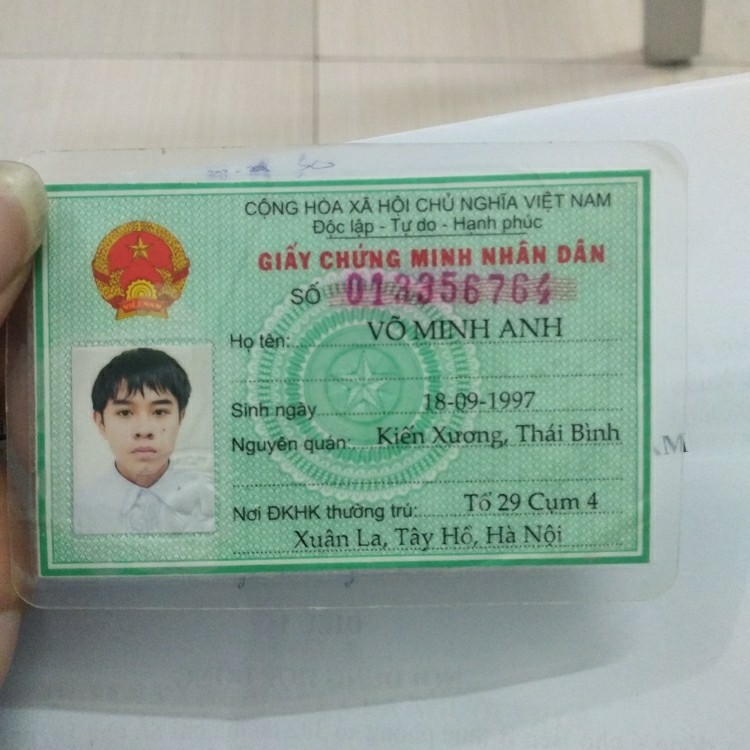 CỘNG HÒA XÃ HỘI CHỦ NGHĨA VIỆT NAM
Độc lập - Tự do - Hạnh phúc
GIẤY CHỨNG MINH NHÂN DÂN
SỐ 013356764
VIỆT NAM
Họ tên: VÕ MINH ANH
Sinh ngày 18-09-1997
Nguyên quán: Kiến Xương, Thái Bình
Nơi ĐKHK thường trú: Tổ 29 Cụm 4
Xuân La, Tây Hồ, Hà Nội